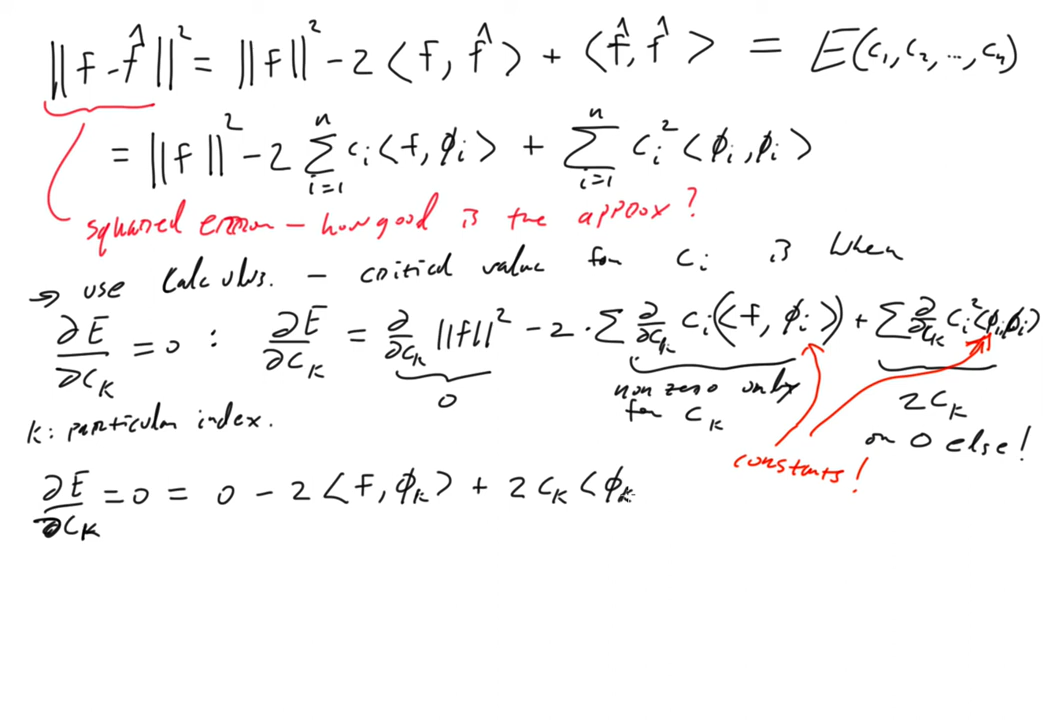 ||f - f̂||² = ||f||² - 2⟨f, f̂⟩ + ⟨f̂, f̂⟩ = E(c₁, c₂, ..., cₙ)
= ||f||² - 2 ∑ᵢ₌₁ⁿ cᵢ⟨f, ϕᵢ⟩ + ∑ᵢ₌₁ⁿ cᵢ²⟨ϕᵢ, ϕᵢ⟩
squared error - how good is the approx?
→ use Calculus. - critical value for cᵢ is when
∂E/∂cₖ = 0 : ∂E/∂cₖ = ∂/∂cₖ ||f||² - 2 · ∑ ∂/∂cₖ cᵢ(⟨f, ϕᵢ⟩) + ∑ ∂/∂cₖ cᵢ²⟨ϕᵢ, ϕᵢ⟩
0
non zero only
for cₖ
2cₖ
or 0 else!
k: particular index.
constants!
∂E/∂cₖ = 0 = 0 - 2⟨f, ϕₖ⟩ + 2cₖ⟨ϕₖ